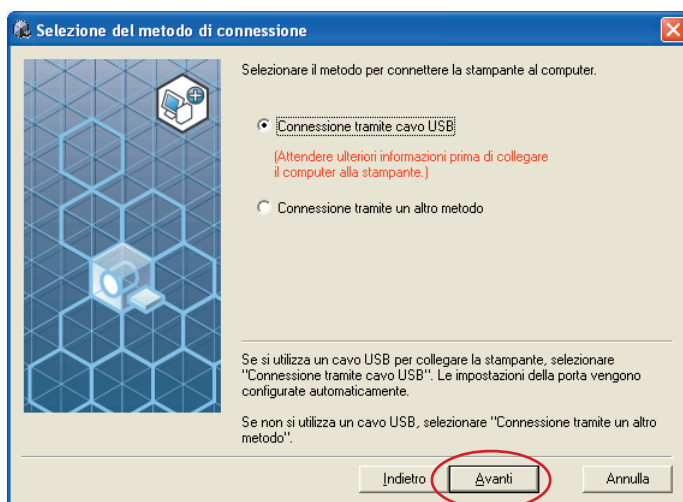 Selezione del metodo di connessione
Selezionare il metodo per connettere la stampante al computer.
Connessione tramite cavo USB
(Attendere ulteriori informazioni prima di collegare
il computer alla stampante.)
Connessione tramite un altro metodo
Se si utilizza un cavo USB per collegare la stampante, selezionare
"Connessione tramite cavo USB". Le impostazioni della porta vengono
configurate automaticamente.
Se non si utilizza un cavo USB, selezionare "Connessione tramite un altro
metodo".
Indietro Avanti Annulla